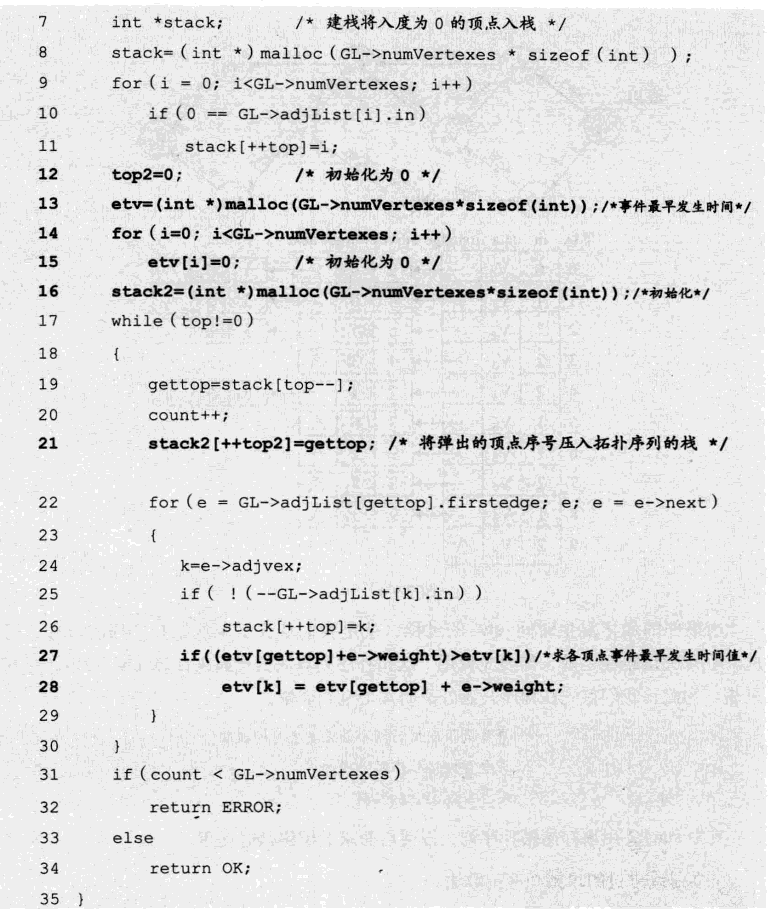 7 int *stack; /* 建栈将入度为 0 的顶点入栈 */
8 stack= (int *) malloc (GL->numVertexes * sizeof (int) ) ;
9 for (i = 0; i<GL->numVertexes; i++)
10 if (0 == GL->adjList[i].in)
11 stack[++top]=i;
12 top2=0; /* 初始化为 0 */
13 etv=(int *)malloc(GL->numVertexes*sizeof(int));/*事件最早发生时间*/
14 for (i=0; i<GL->numVertexes; i++)
15 etv[i]=0; /* 初始化为 0 */
16 stack2=(int *)malloc(GL->numVertexes*sizeof(int));/*初始化*/
17 while (top!=0)
18 {
19 gettop=stack[top--];
20 count++;
21 stack2[++top2]=gettop; /* 将弹出的顶点序号压入拓扑序列的栈 */
22 for (e = GL->adjList[gettop].firstedge; e; e = e->next)
23 {
24 k=e->adjvex;
25 if ( ! (--GL->adjList[k].in))
26 stack[++top]=k;
27 if((etv[gettop]+e->weight)>etv[k])/*求各顶点事件最早发生时间值*/
28 etv[k] = etv[gettop] + e->weight;
29 }
30 }
31 if (count < GL->numVertexes)
32 return ERROR;
33 else
34 return OK;
35 }